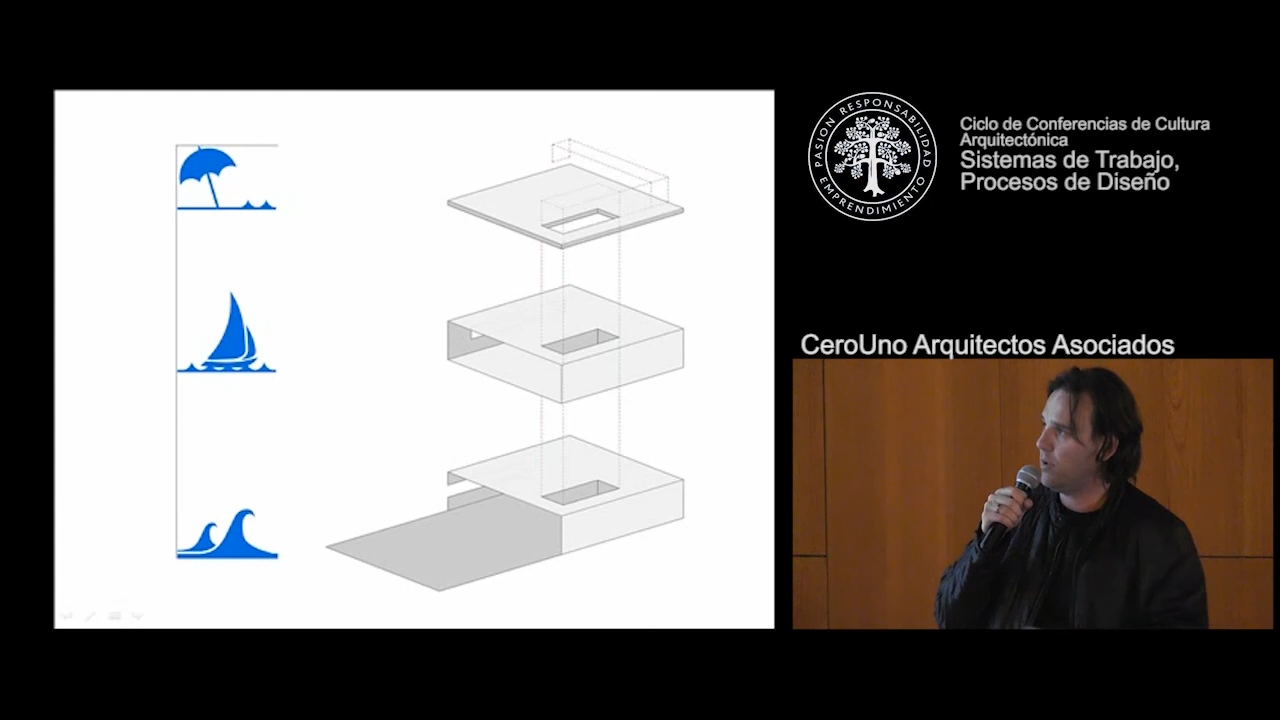 PASION RESPONSABILIDAD
EMPRENDIMIENTO
Ciclo de Conferencias de Cultura
Arquitectónica
Sistemas de Trabajo,
Procesos de Diseño
CeroUno Arquitectos Asociados